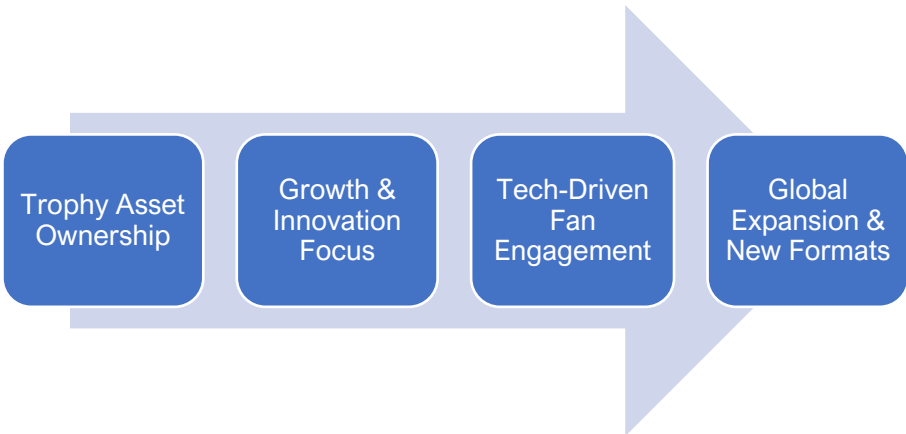 Trophy Asset
Ownership
Growth &
Innovation
Focus
Tech-Driven
Fan
Engagement
Global
Expansion &
New Formats